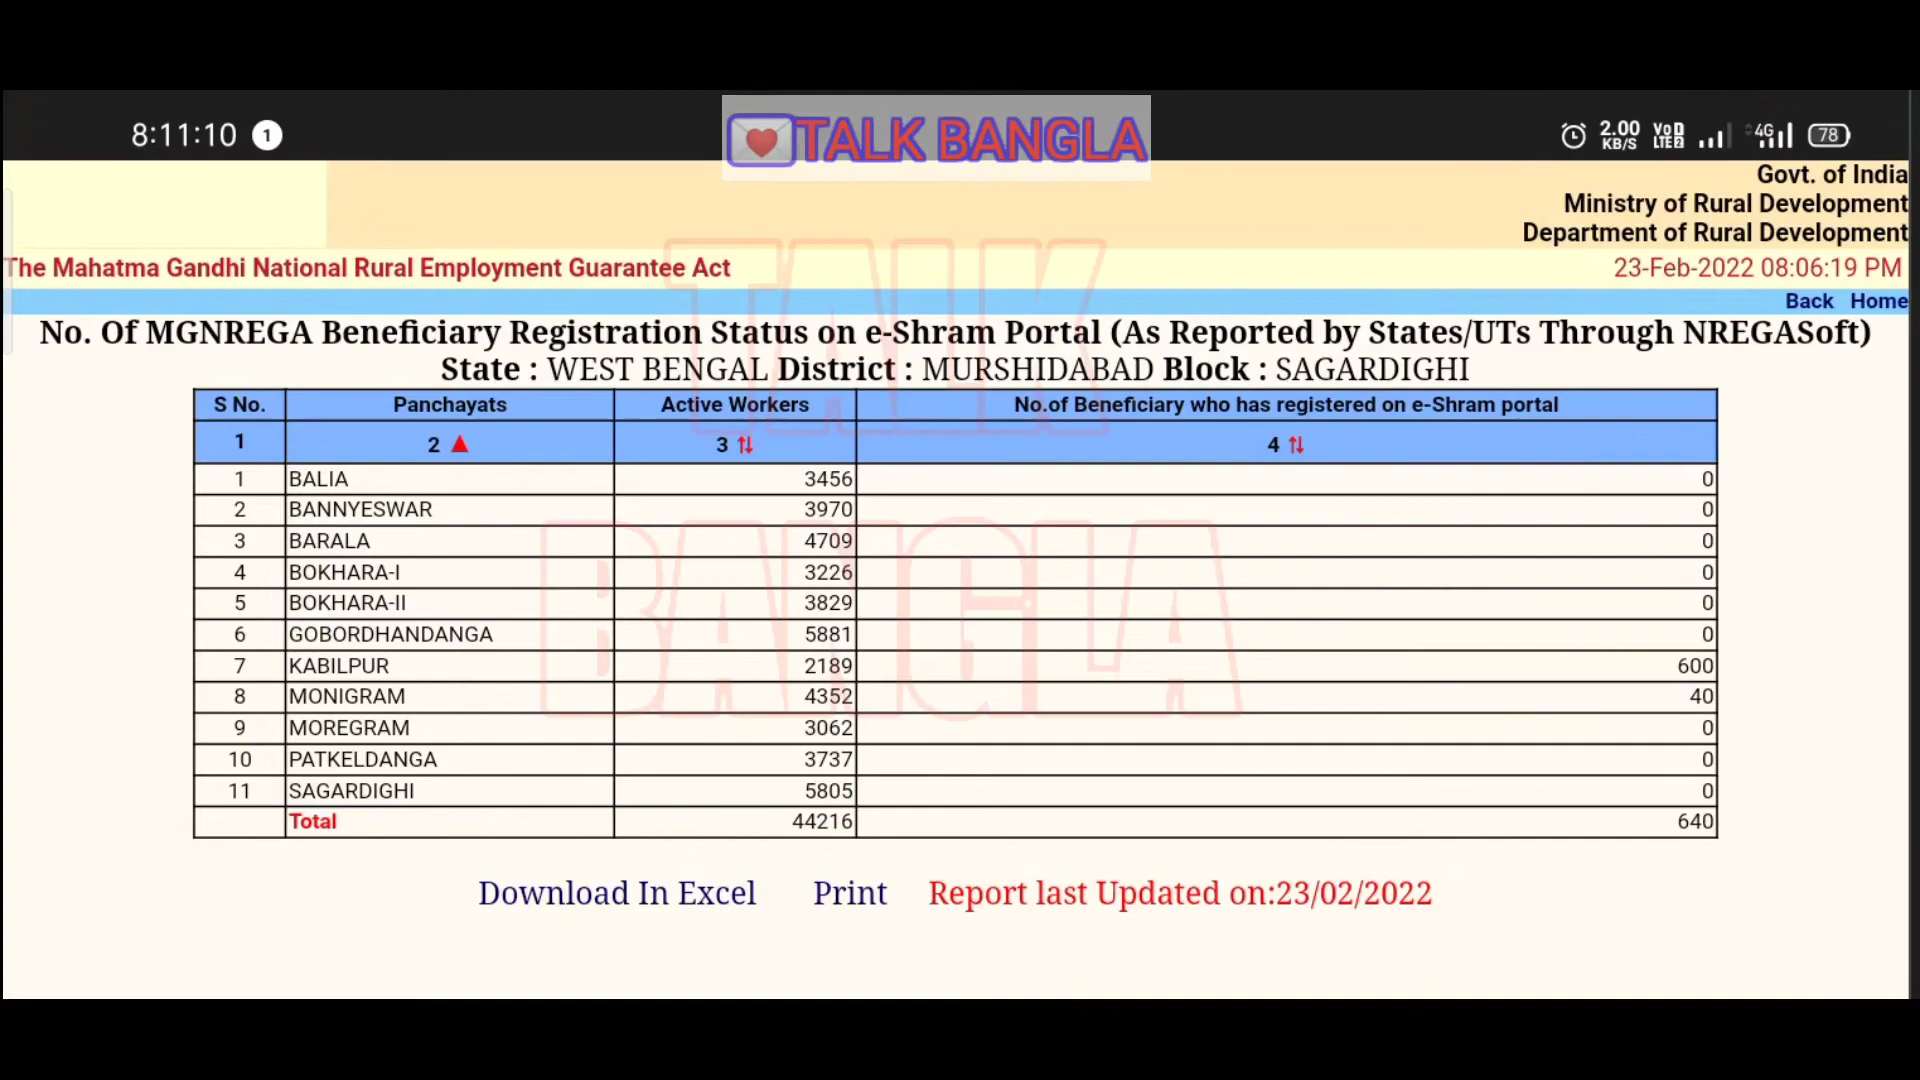 8:11:10 1
TALK BANGLA
2.00 KB/S VoD LTE2 4G 78
Govt. of India
Ministry of Rural Development
Department of Rural Development
The Mahatma Gandhi National Rural Employment Guarantee Act 23-Feb-2022 08:06:19 PM
Back Home
No. Of MGNREGA Beneficiary Registration Status on e-Shram Portal (As Reported by States/UTs Through NREGASoft)
State : WEST BENGAL District : MURSHIDABAD Block : SAGARDIGHI
S No. Panchayats Active Workers No.of Beneficiary who has registered on e-Shram portal
1 2 3 4
1 BALIA 3456 0
2 BANNYESWAR 3970 0
3 BARALA 4709 0
4 BOKHARA-I 3226 0
5 BOKHARA-II 3829 0
6 GOBORDHANDANGA 5881 0
7 KABILPUR 2189 600
8 MONIGRAM 4352 40
9 MOREGRAM 3062 0
10 PATKELDANGA 3737 0
11 SAGARDIGHI 5805 0
Total 44216 640
Download In Excel Print Report last Updated on:23/02/2022
TALK
BANGLA